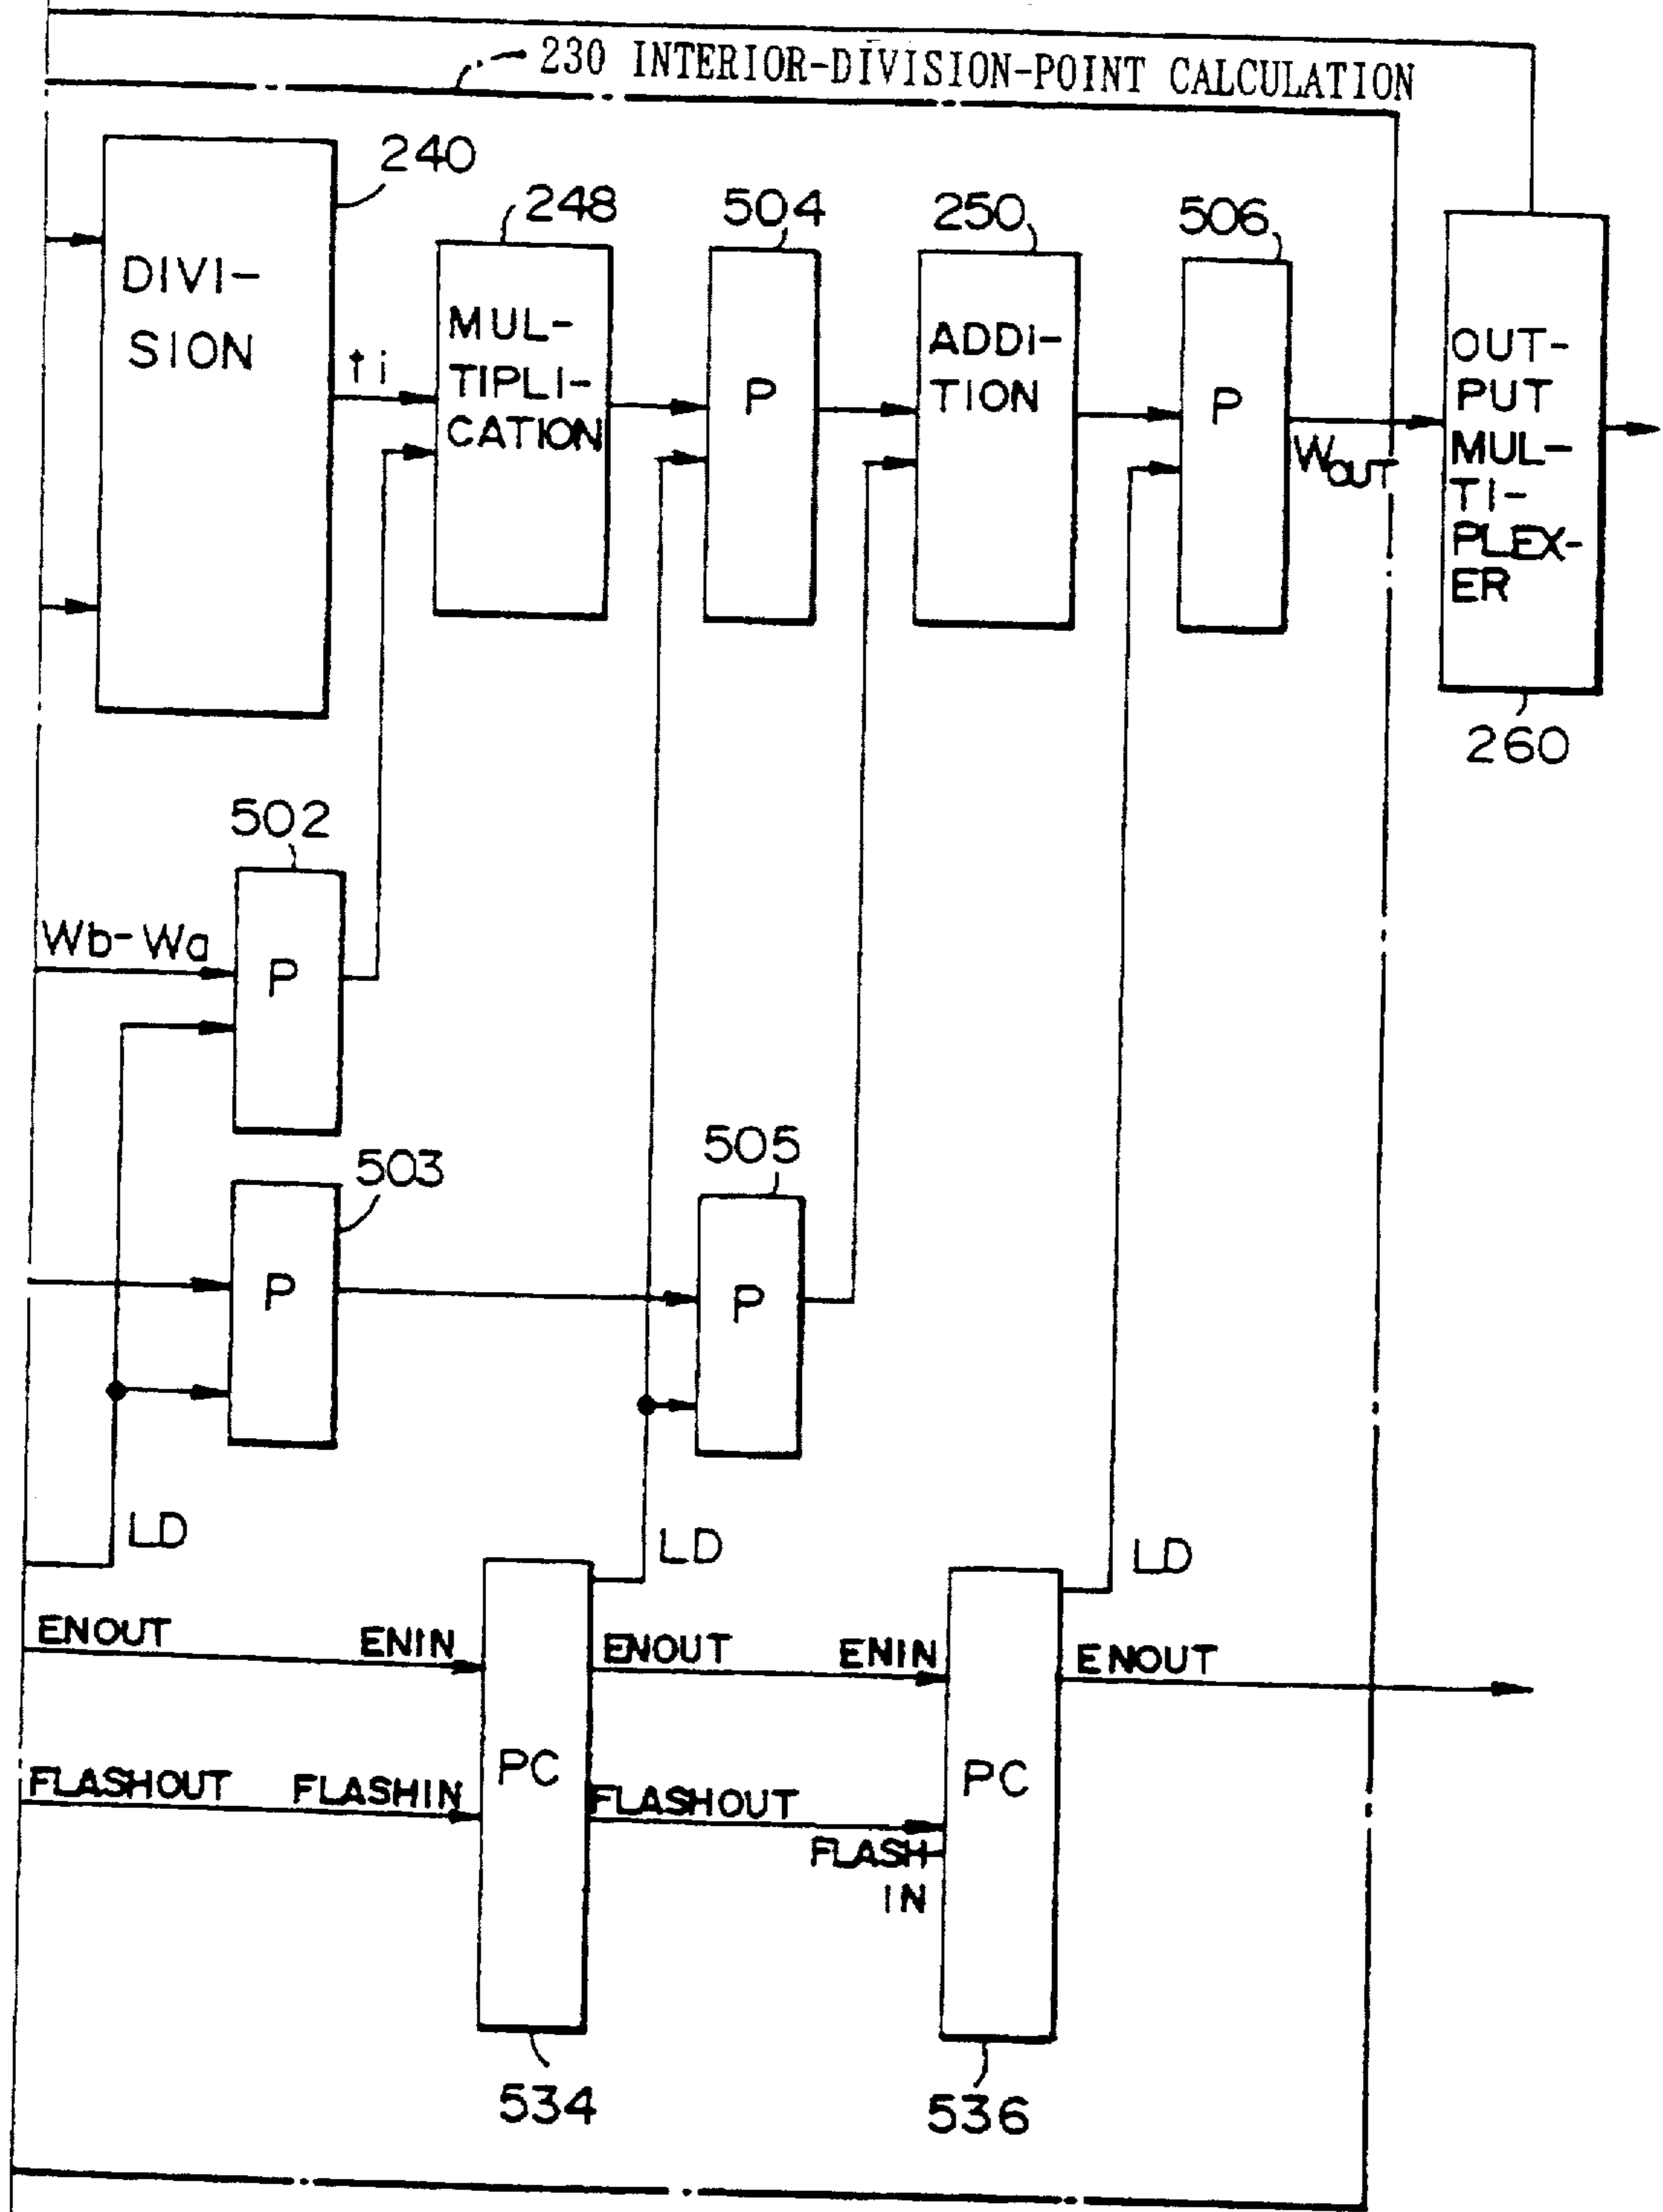 230 INTERIOR-DIVISION-POINT CALCULATION
240
DIVI-
SION
ti
248
MUL-
TIPLI-
CATION
504
P
250
ADDI-
TION
506
P
WOUT
OUT-
PUT
MUL-
TI-
PLEX-
ER
260
502
Wb-Wa
P
503
P
505
P
LD
LD
LD
ENOUT
ENIN
ENOUT
ENIN
ENOUT
PC
PC
FLASHOUT
FLASHIN
FLASHOUT
FLASH
IN
534
536